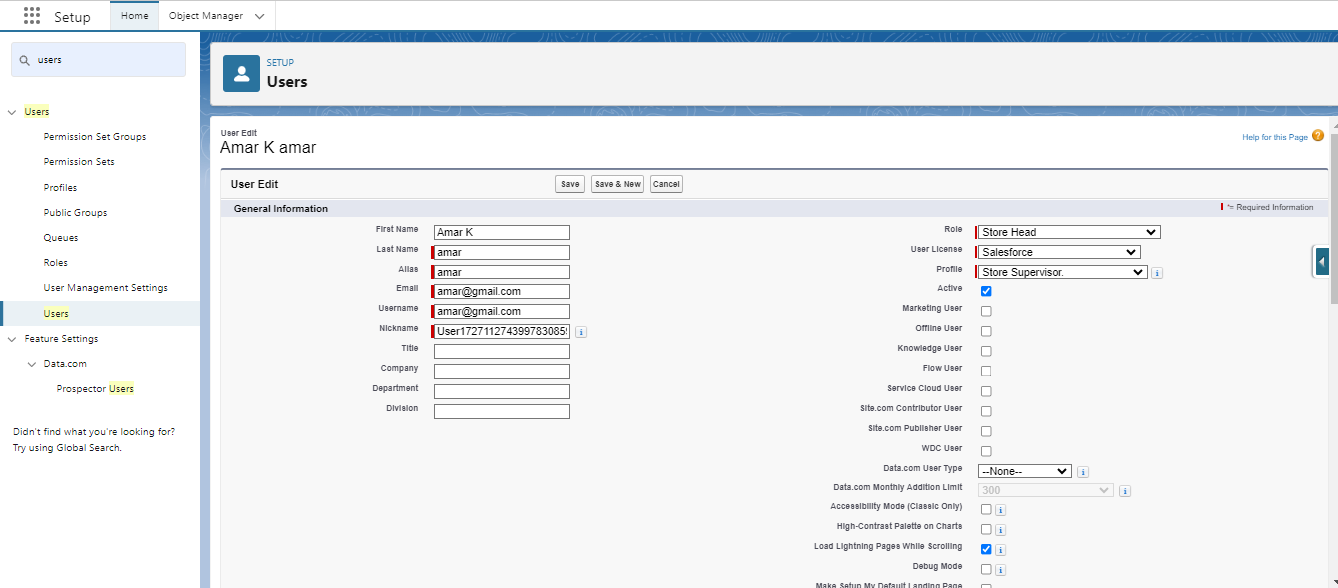 Setup
Home
Object Manager
users
Users
Permission Set Groups
Permission Sets
Profiles
Public Groups
Queues
Roles
User Management Settings
Users
Feature Settings
Data.com
Prospector Users
Didn't find what you're looking for?
Try using Global Search.
SETUP
Users
User Edit
Amar K amar
Help for this Page ?
User Edit
Save
Save & New
Cancel
General Information
*= Required Information
First Name Amar K
Last Name amar
Alias amar
Email amar@gmail.com
Username amar@gmail.com
Nickname i
Title
Company
Department
Division
Role Store Head
User License Salesforce
Profile Store Supervisor. i
Active
Marketing User
Offline User
Knowledge User
Flow User
Service Cloud User
Site.com Contributor User
Site.com Publisher User
WDC User
Data.com User Type --None-- i
Data.com Monthly Addition Limit 300 i
Accessibility Mode (Classic Only) i
High-Contrast Palette on Charts i
Load Lightning Pages While Scrolling i
Debug Mode i
Make Setup My Default Landing Page